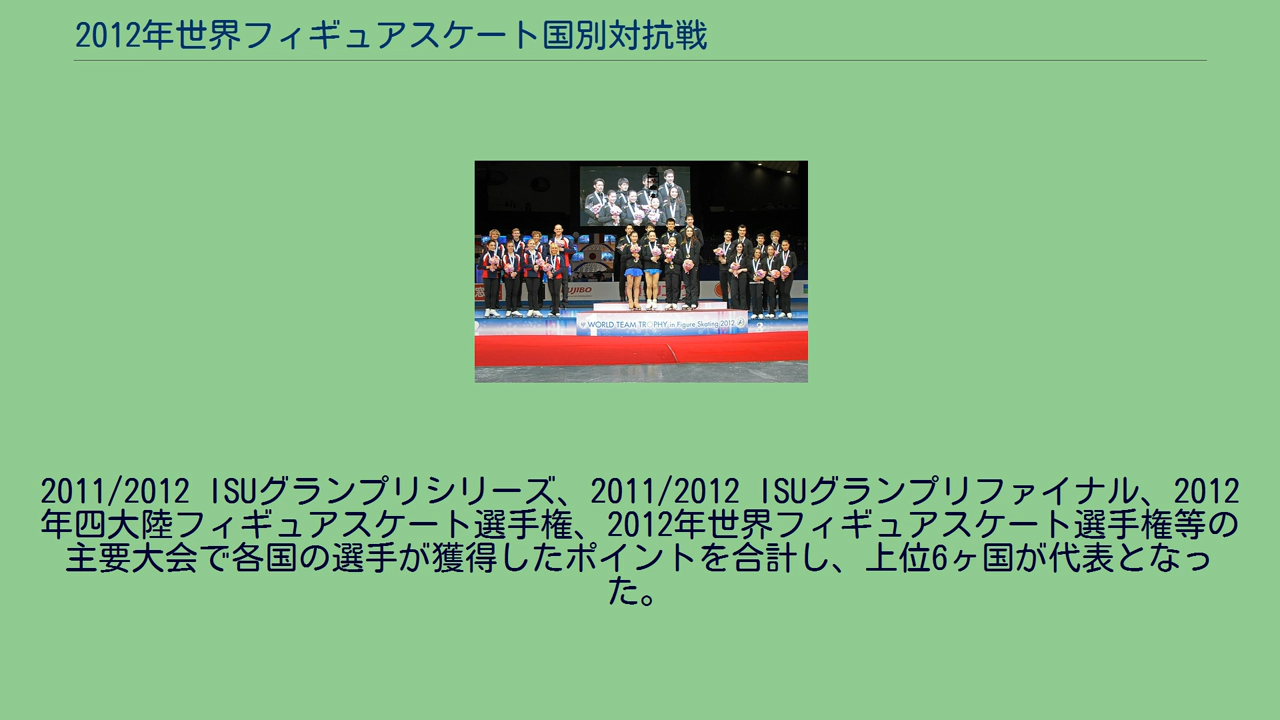 2012年世界フィギュアスケート国別対抗戦
UJIBO
WORLD TEAM TROPHY in Figure Skating 2012
2011/2012 ISUグランプリシリーズ、2011/2012 ISUグランプリファイナル、2012
年四大陸フィギュアスケート選手権、2012年世界フィギュアスケート選手権等の
主要大会で各国の選手が獲得したポイントを合計し、上位6ヶ国が代表となっ
た。